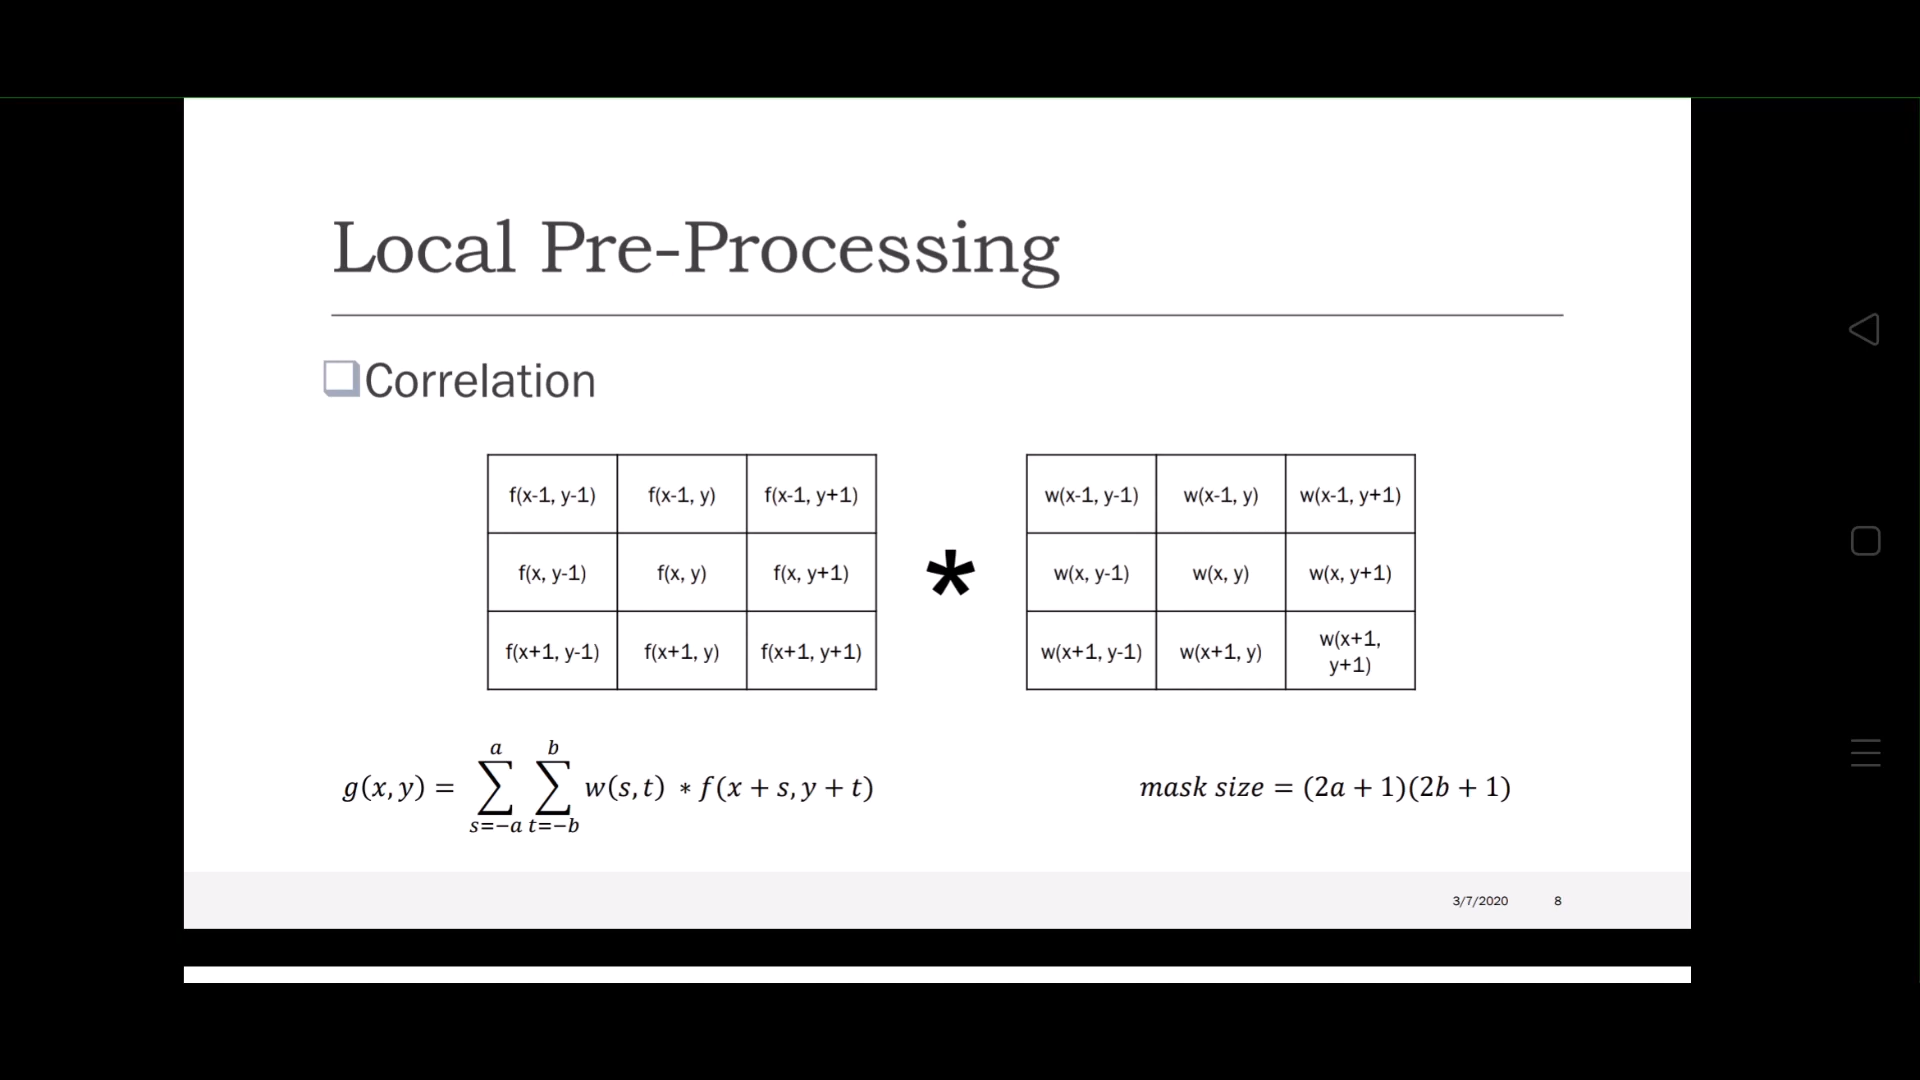 Local Pre-Processing
Correlation
f(x-1, y-1) f(x-1, y) f(x-1, y+1)
f(x, y-1) f(x, y) f(x, y+1)
f(x+1, y-1) f(x+1, y) f(x+1, y+1)
*
w(x-1, y-1) w(x-1, y) w(x-1, y+1)
w(x, y-1) w(x, y) w(x, y+1)
w(x+1, y-1) w(x+1, y) w(x+1,
y+1)
a b
g(x, y) = ∑ ∑ w(s, t) * f(x + s, y + t)
s=−a t=−b
mask size = (2a + 1)(2b + 1)
3/7/2020 8